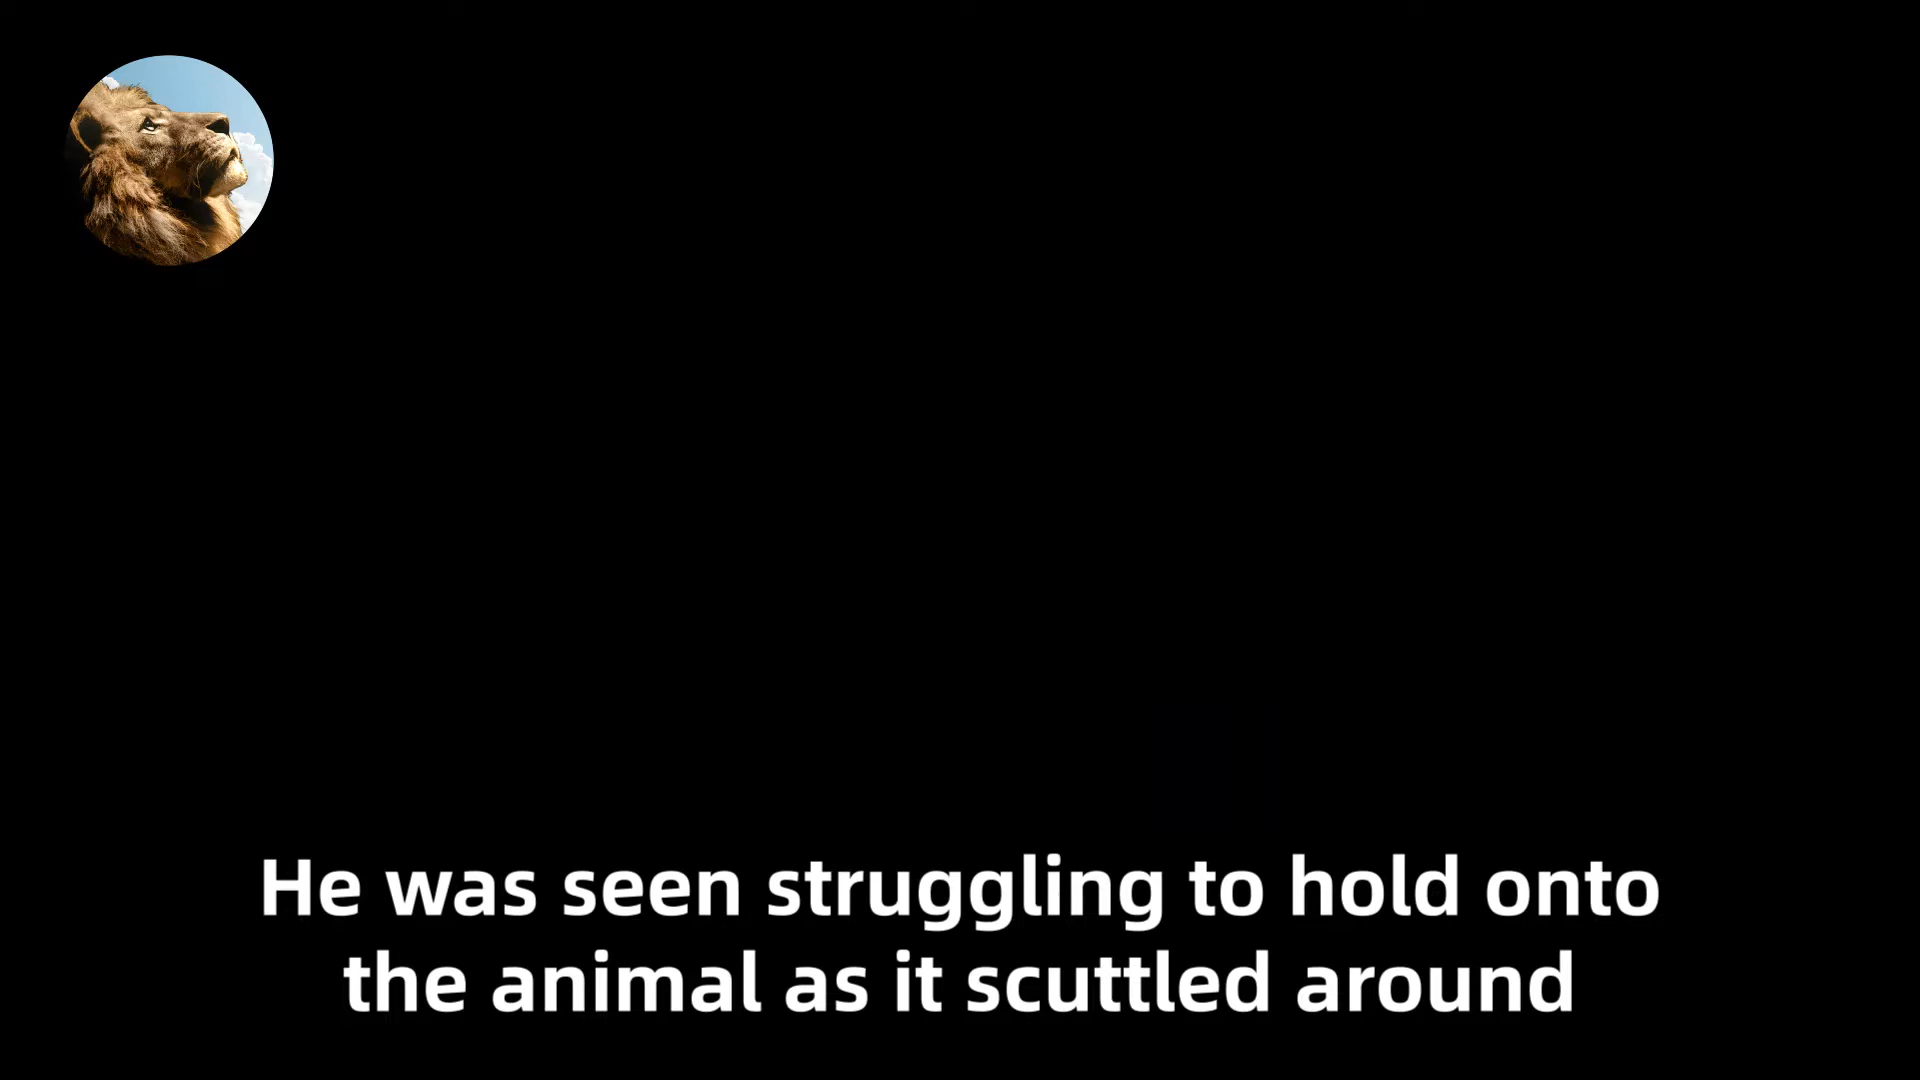 He was seen struggling to hold onto
the animal as it scuttled around